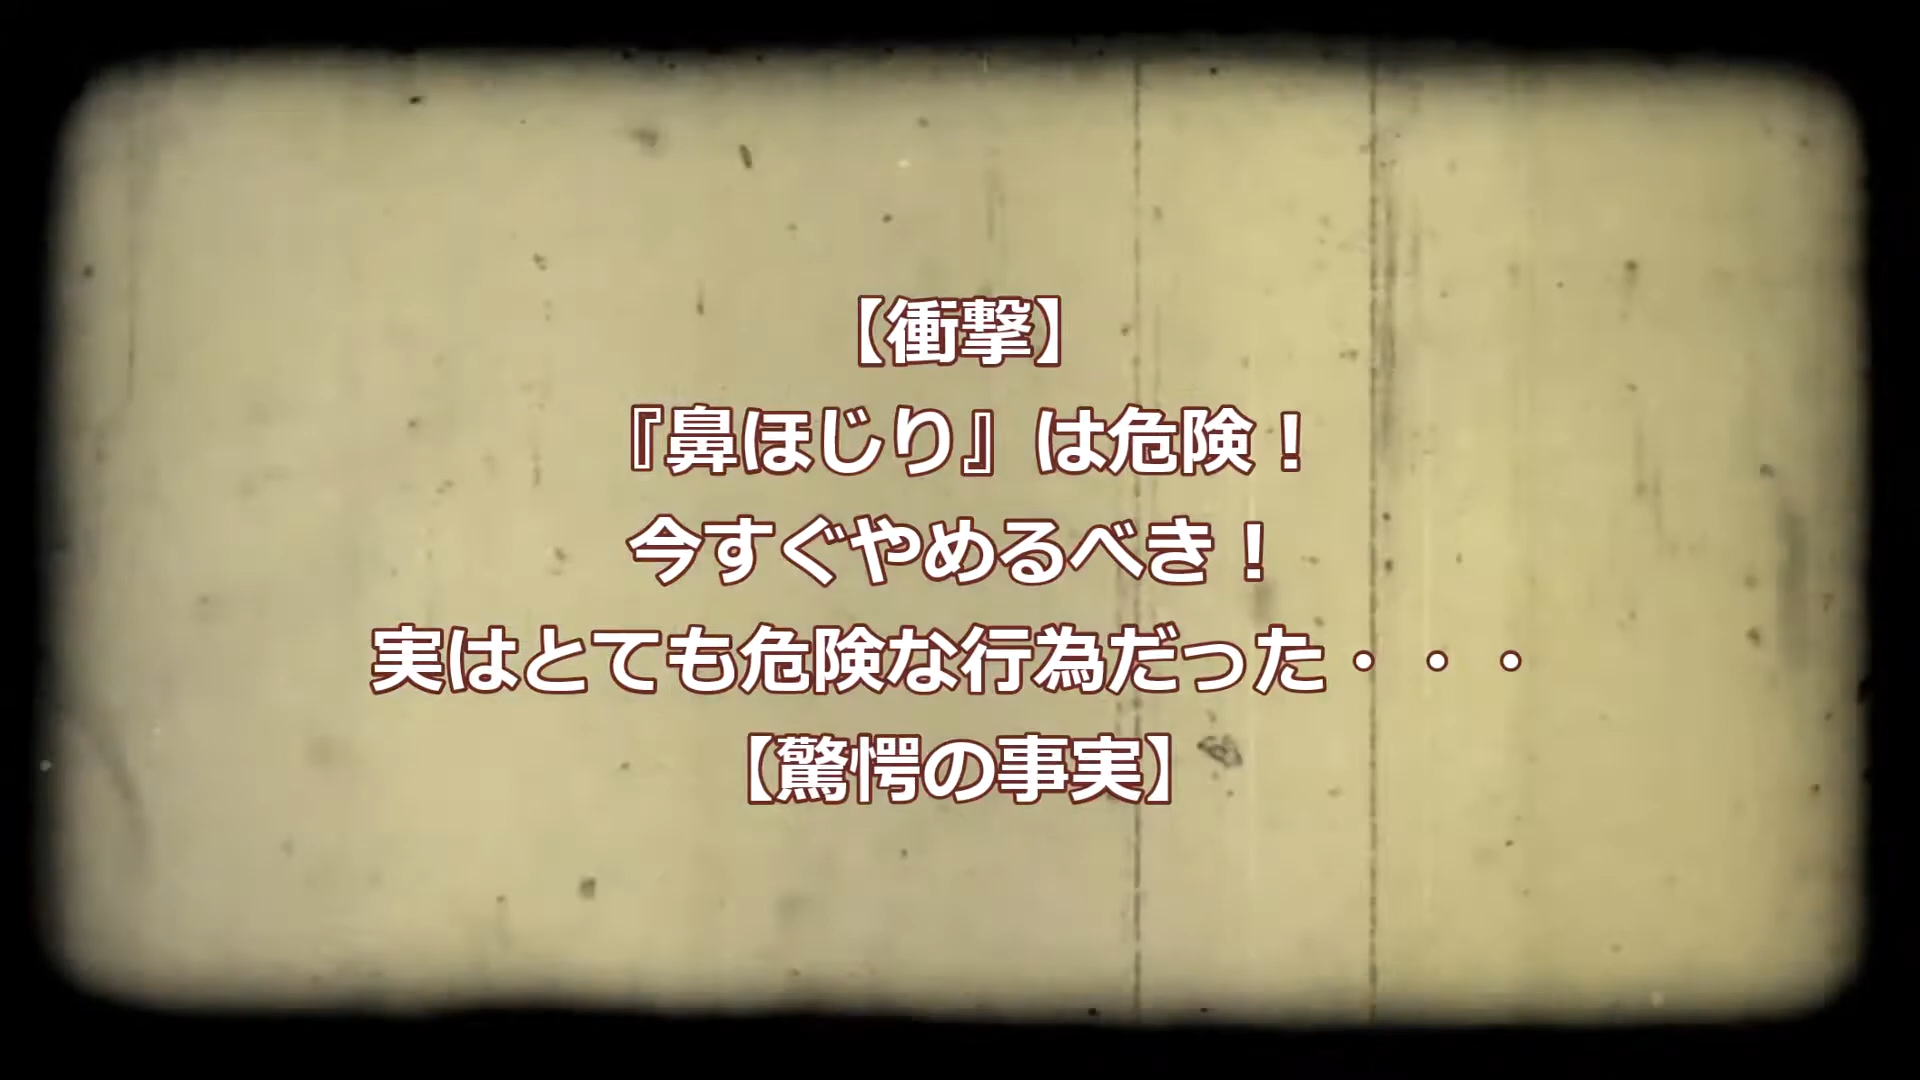 【衝撃】
『鼻ほじり』は危険！
今すぐやめるべき！
実はとても危険な行為だった・・・
【驚愕の事実】